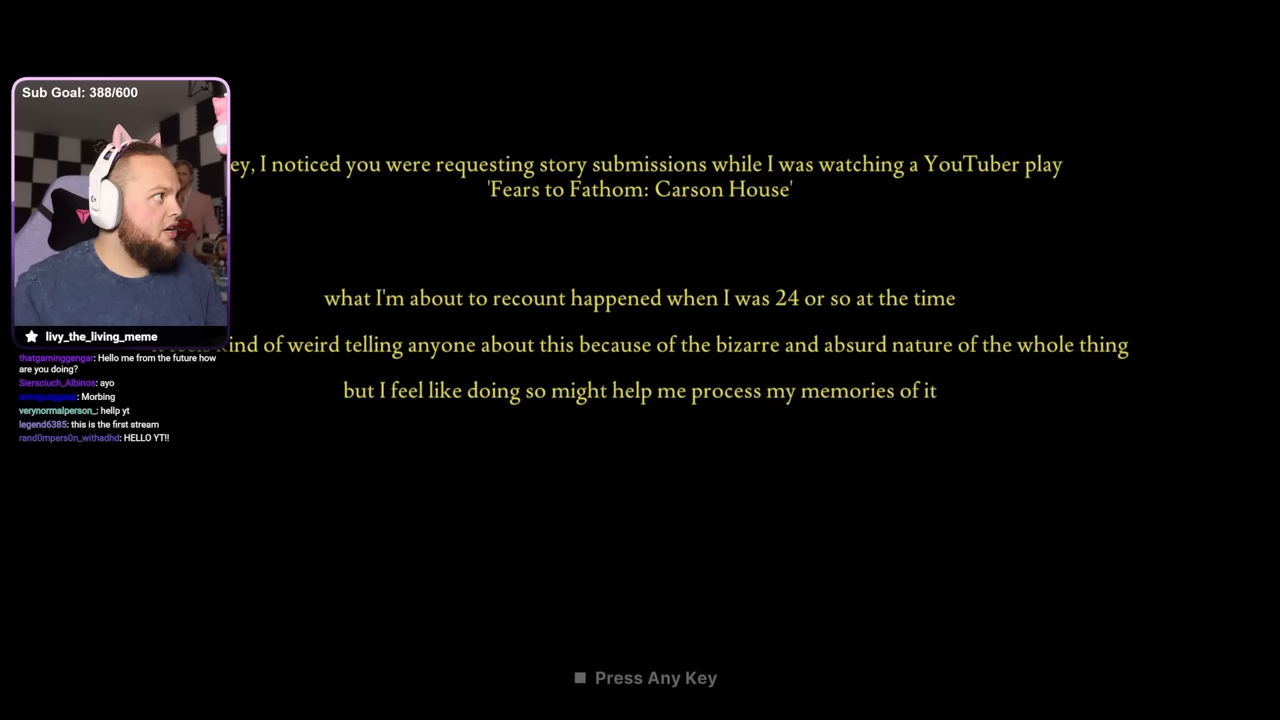 Sub Goal: 388/600
ey, I noticed you were requesting story submissions while I was watching a YouTuber play
'Fears to Fathom: Carson House'
what I'm about to recount happened when I was 24 or so at the time
kind of weird telling anyone about this because of the bizarre and absurd nature of the whole thing
but I feel like doing so might help me process my memories of it
livy_the_living_meme
thatgaminggengar: Hello me from the future how
are you doing?
Siersciuch_Albinos: ayo
: Morbing
verynormalperson_: hellp yt
legend6385: this is the first stream
rand0mpers0n_withadhd: HELLO YT!!
Press Any Key